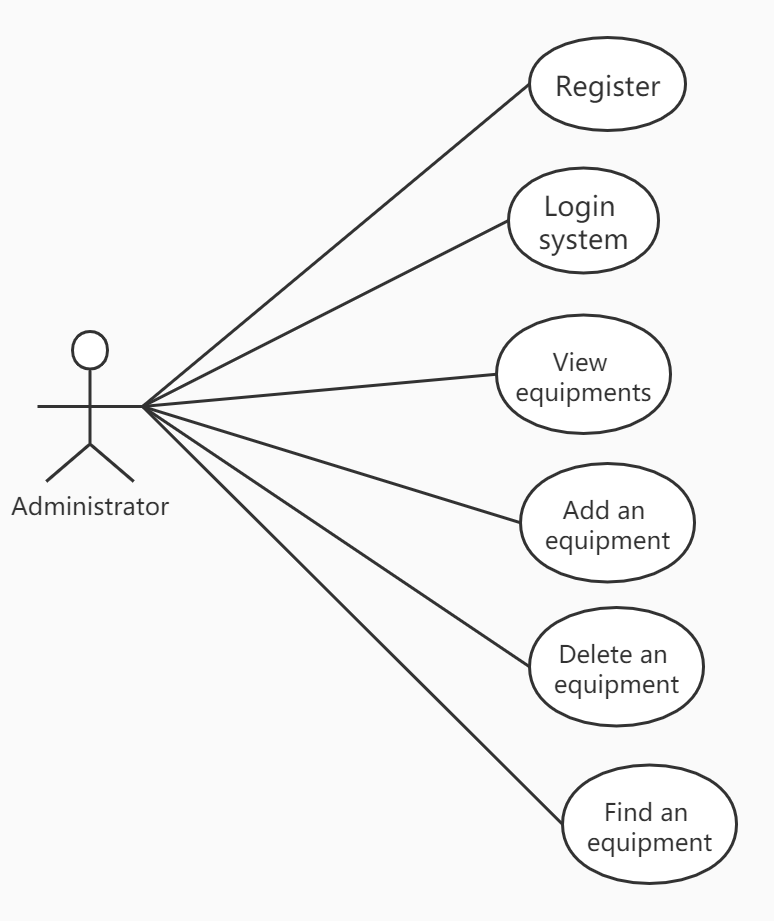 Register
Login
system
View
equipments
Administrator
Add an
equipment
Delete an
equipment
Find an
equipment